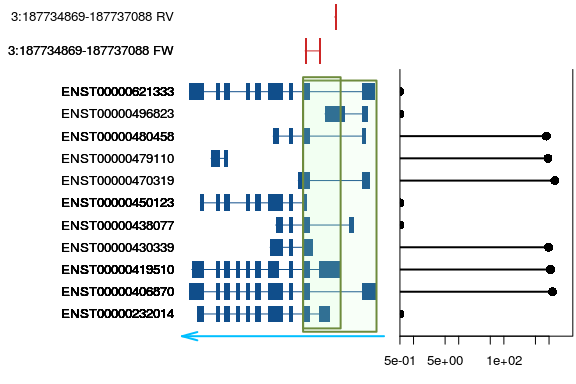 3:187734869-187737088 RV
3:187734869-187737088 FW
ENST00000621333
ENST00000496823
ENST00000480458
ENST00000479110
ENST00000470319
ENST00000450123
ENST00000438077
ENST00000430339
ENST00000419510
ENST00000406870
ENST00000232014
5e-01 5e+00 1e+02